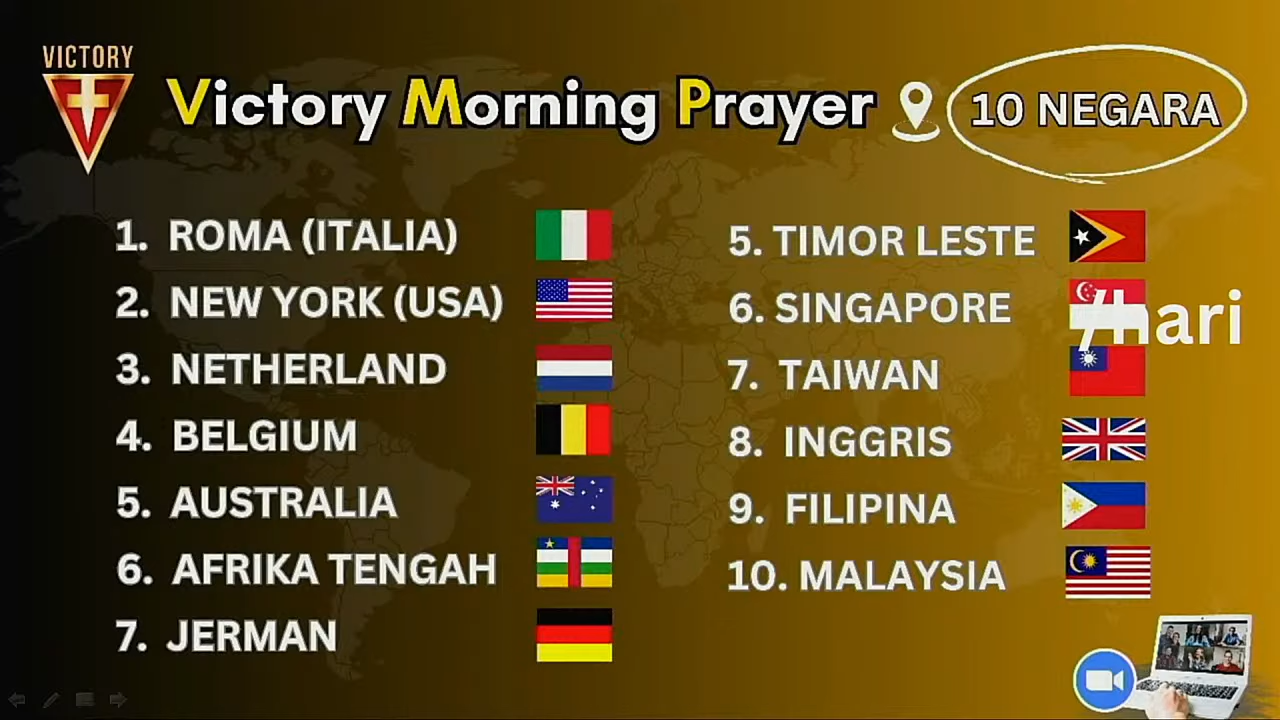 VICTORY
Victory Morning Prayer
10 NEGARA
1. ROMA (ITALIA)
2. NEW YORK (USA)
3. NETHERLAND
4. BELGIUM
5. AUSTRALIA
6. AFRIKA TENGAH
7. JERMAN
5. TIMOR LESTE
6. SINGAPORE
/hari
7. TAIWAN
8. INGGRIS
9. FILIPINA
10. MALAYSIA